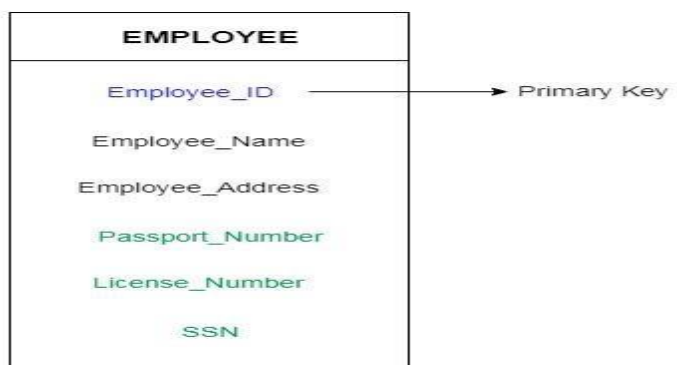 EMPLOYEE
Employee_ID
Primary Key
Employee_Name
Employee_Address
Passport_Number
License_Number
SSN